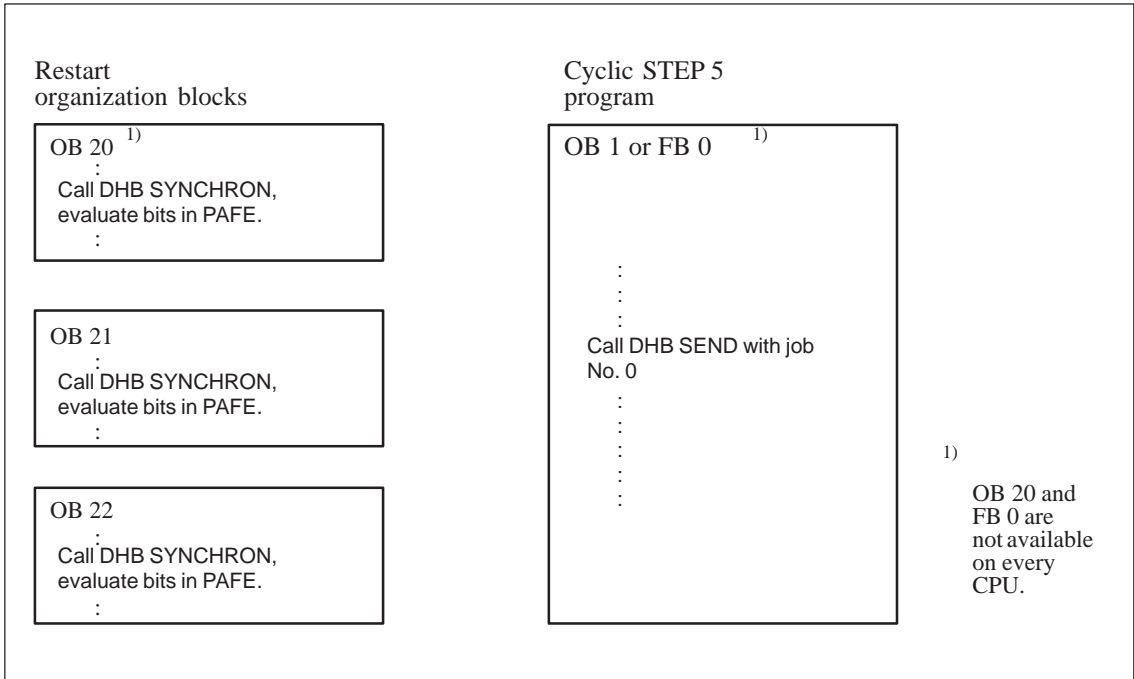 Restart
organization blocks
OB 20 1)
:
Call DHB SYNCHRON,
evaluate bits in PAFE.
:
OB 21
:
Call DHB SYNCHRON,
evaluate bits in PAFE.
:
OB 22
:
Call DHB SYNCHRON,
evaluate bits in PAFE.
:
Cyclic STEP 5
program
OB 1 or FB 0 1)
:
:
:
Call DHB SEND with job
No. 0
:
:
:
:
:
1)
OB 20 and
FB 0 are
not available
on every
CPU.